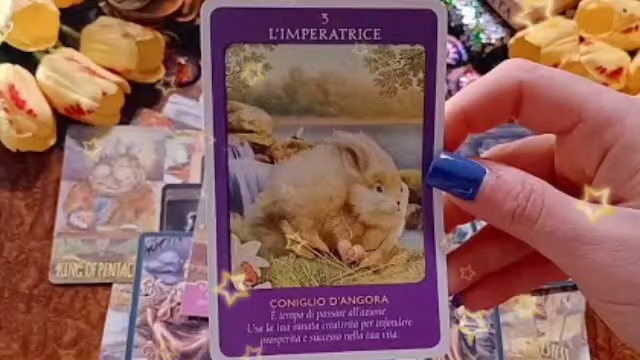 3
L'IMPERATRICE
KING OF PENTAC
CONIGLIO D'ANGORA
È tempo di passare all'azione.
Usa la tua innata creatività per infondere
prosperità e successo nella tua vita.